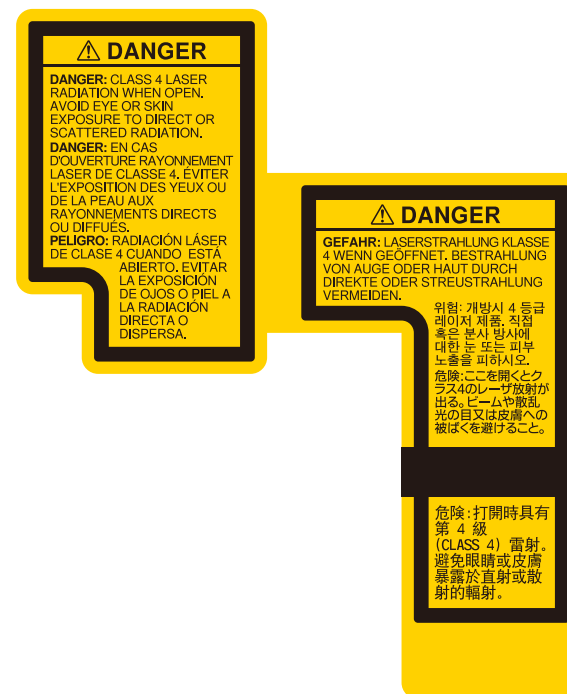 ⚠ DANGER
DANGER: CLASS 4 LASER
RADIATION WHEN OPEN.
AVOID EYE OR SKIN
EXPOSURE TO DIRECT OR
SCATTERED RADIATION.
DANGER: EN CAS
D'OUVERTURE RAYONNEMENT
LASER DE CLASSE 4. ÉVITER
L'EXPOSITION DES YEUX OU
DE LA PEAU AUX
RAYONNEMENTS DIRECTS
OU DIFFUÉS.
PELIGRO: RADIACIÓN LÁSER
DE CLASE 4 CUANDO ESTÁ
ABIERTO. EVITAR
LA EXPOSICIÓN
DE OJOS O PIEL A
LA RADIACIÓN
DIRECTA O
DISPERSA.
⚠ DANGER
GEFAHR: LASERSTRAHLUNG KLASSE
4 WENN GEÖFFNET. BESTRAHLUNG
VON AUGE ODER HAUT DURCH
DIREKTE ODER STREUSTRAHLUNG
VERMEIDEN.
위험: 개방시 4 등급
레이저 제품. 직접
혹은 분사 방사에
대한 눈 또는 피부
노출을 피하시오.
危険:ここを開くとク
ラス4のレーザ放射が
出る。ビームや散乱
光の目又は皮膚への
被ばくを避けること。
危険:打開時具有
第 4 級
(CLASS 4) 雷射。
避免眼睛或皮膚
暴露於直射或散
射的輻射。